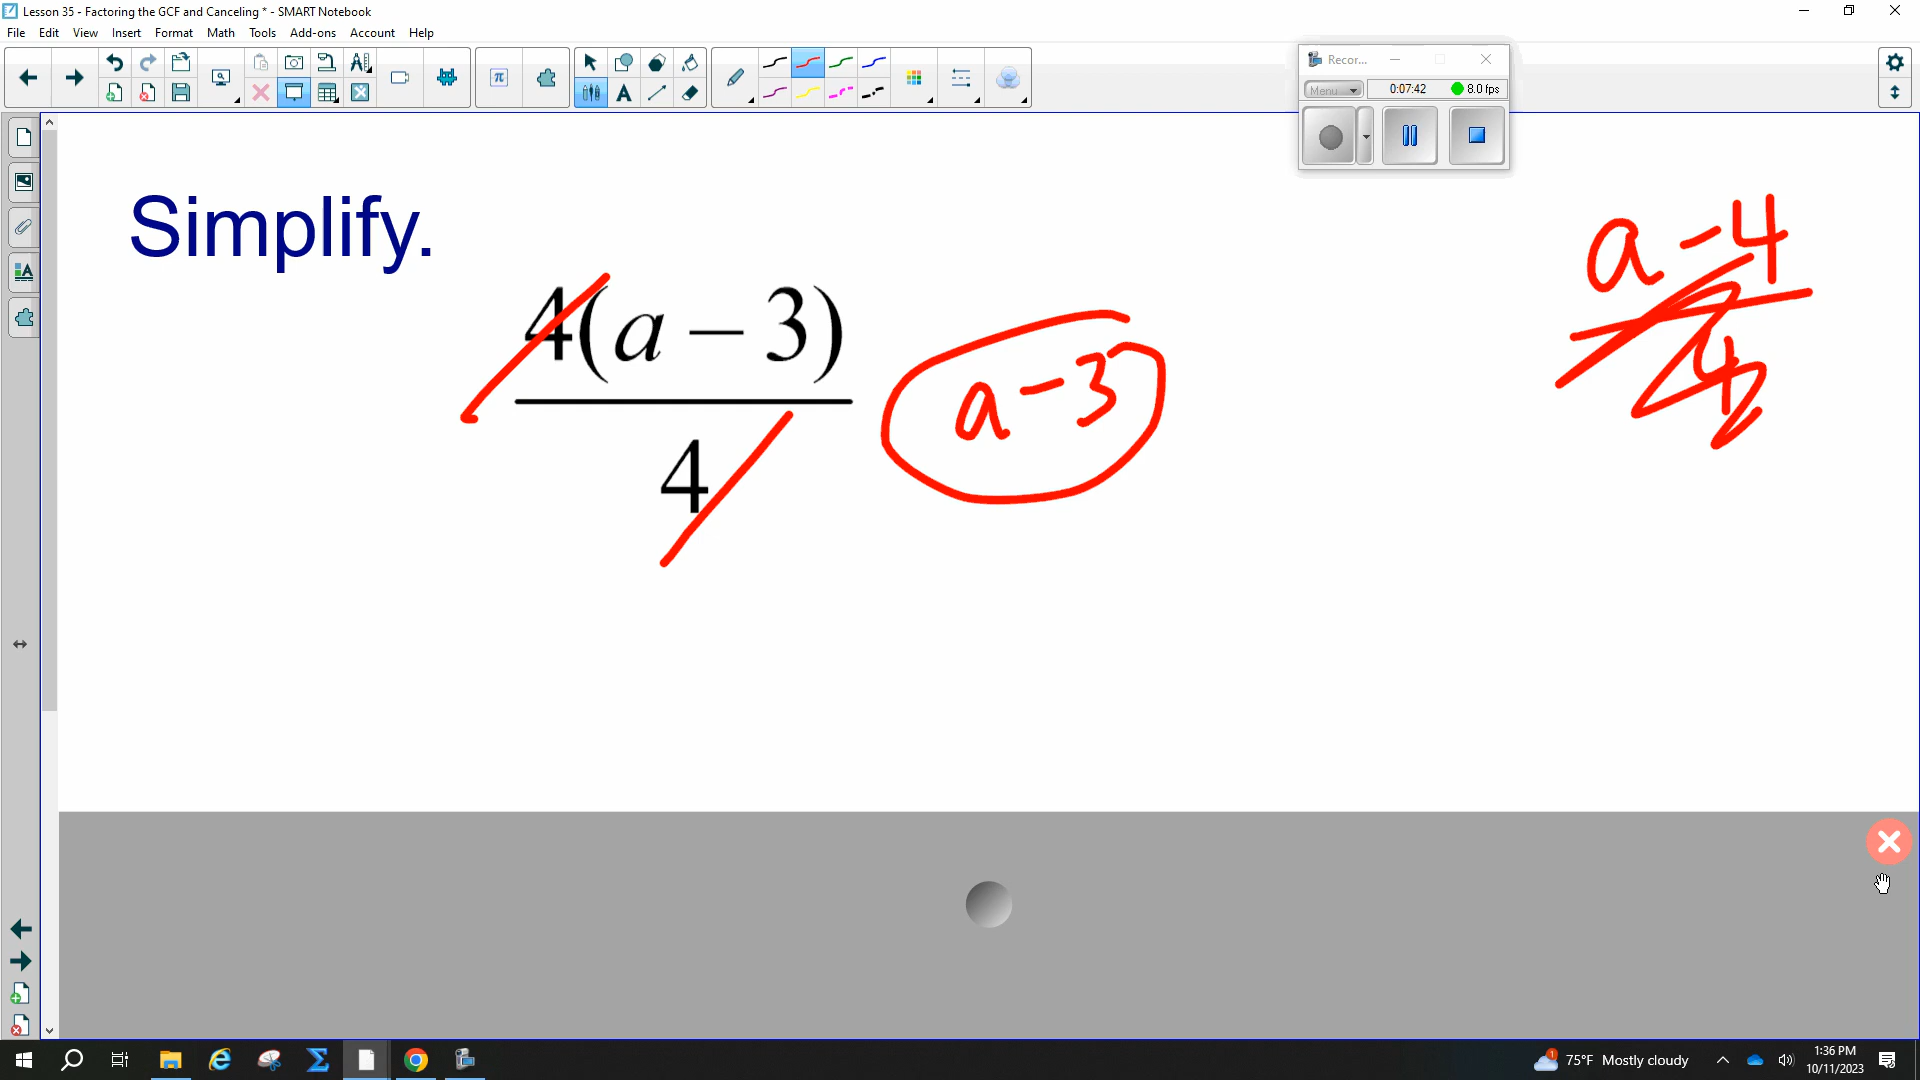 Lesson 35 - Factoring the GCF and Canceling * - SMART Notebook
File Edit View Insert Format Math Tools Add-ons Account Help
Recor...
Menu 0:07:42 8.0 fps
Simplify.
4(a − 3)
4
a - 3
a - 4
4
75°F Mostly cloudy
1:36 PM
10/11/2023